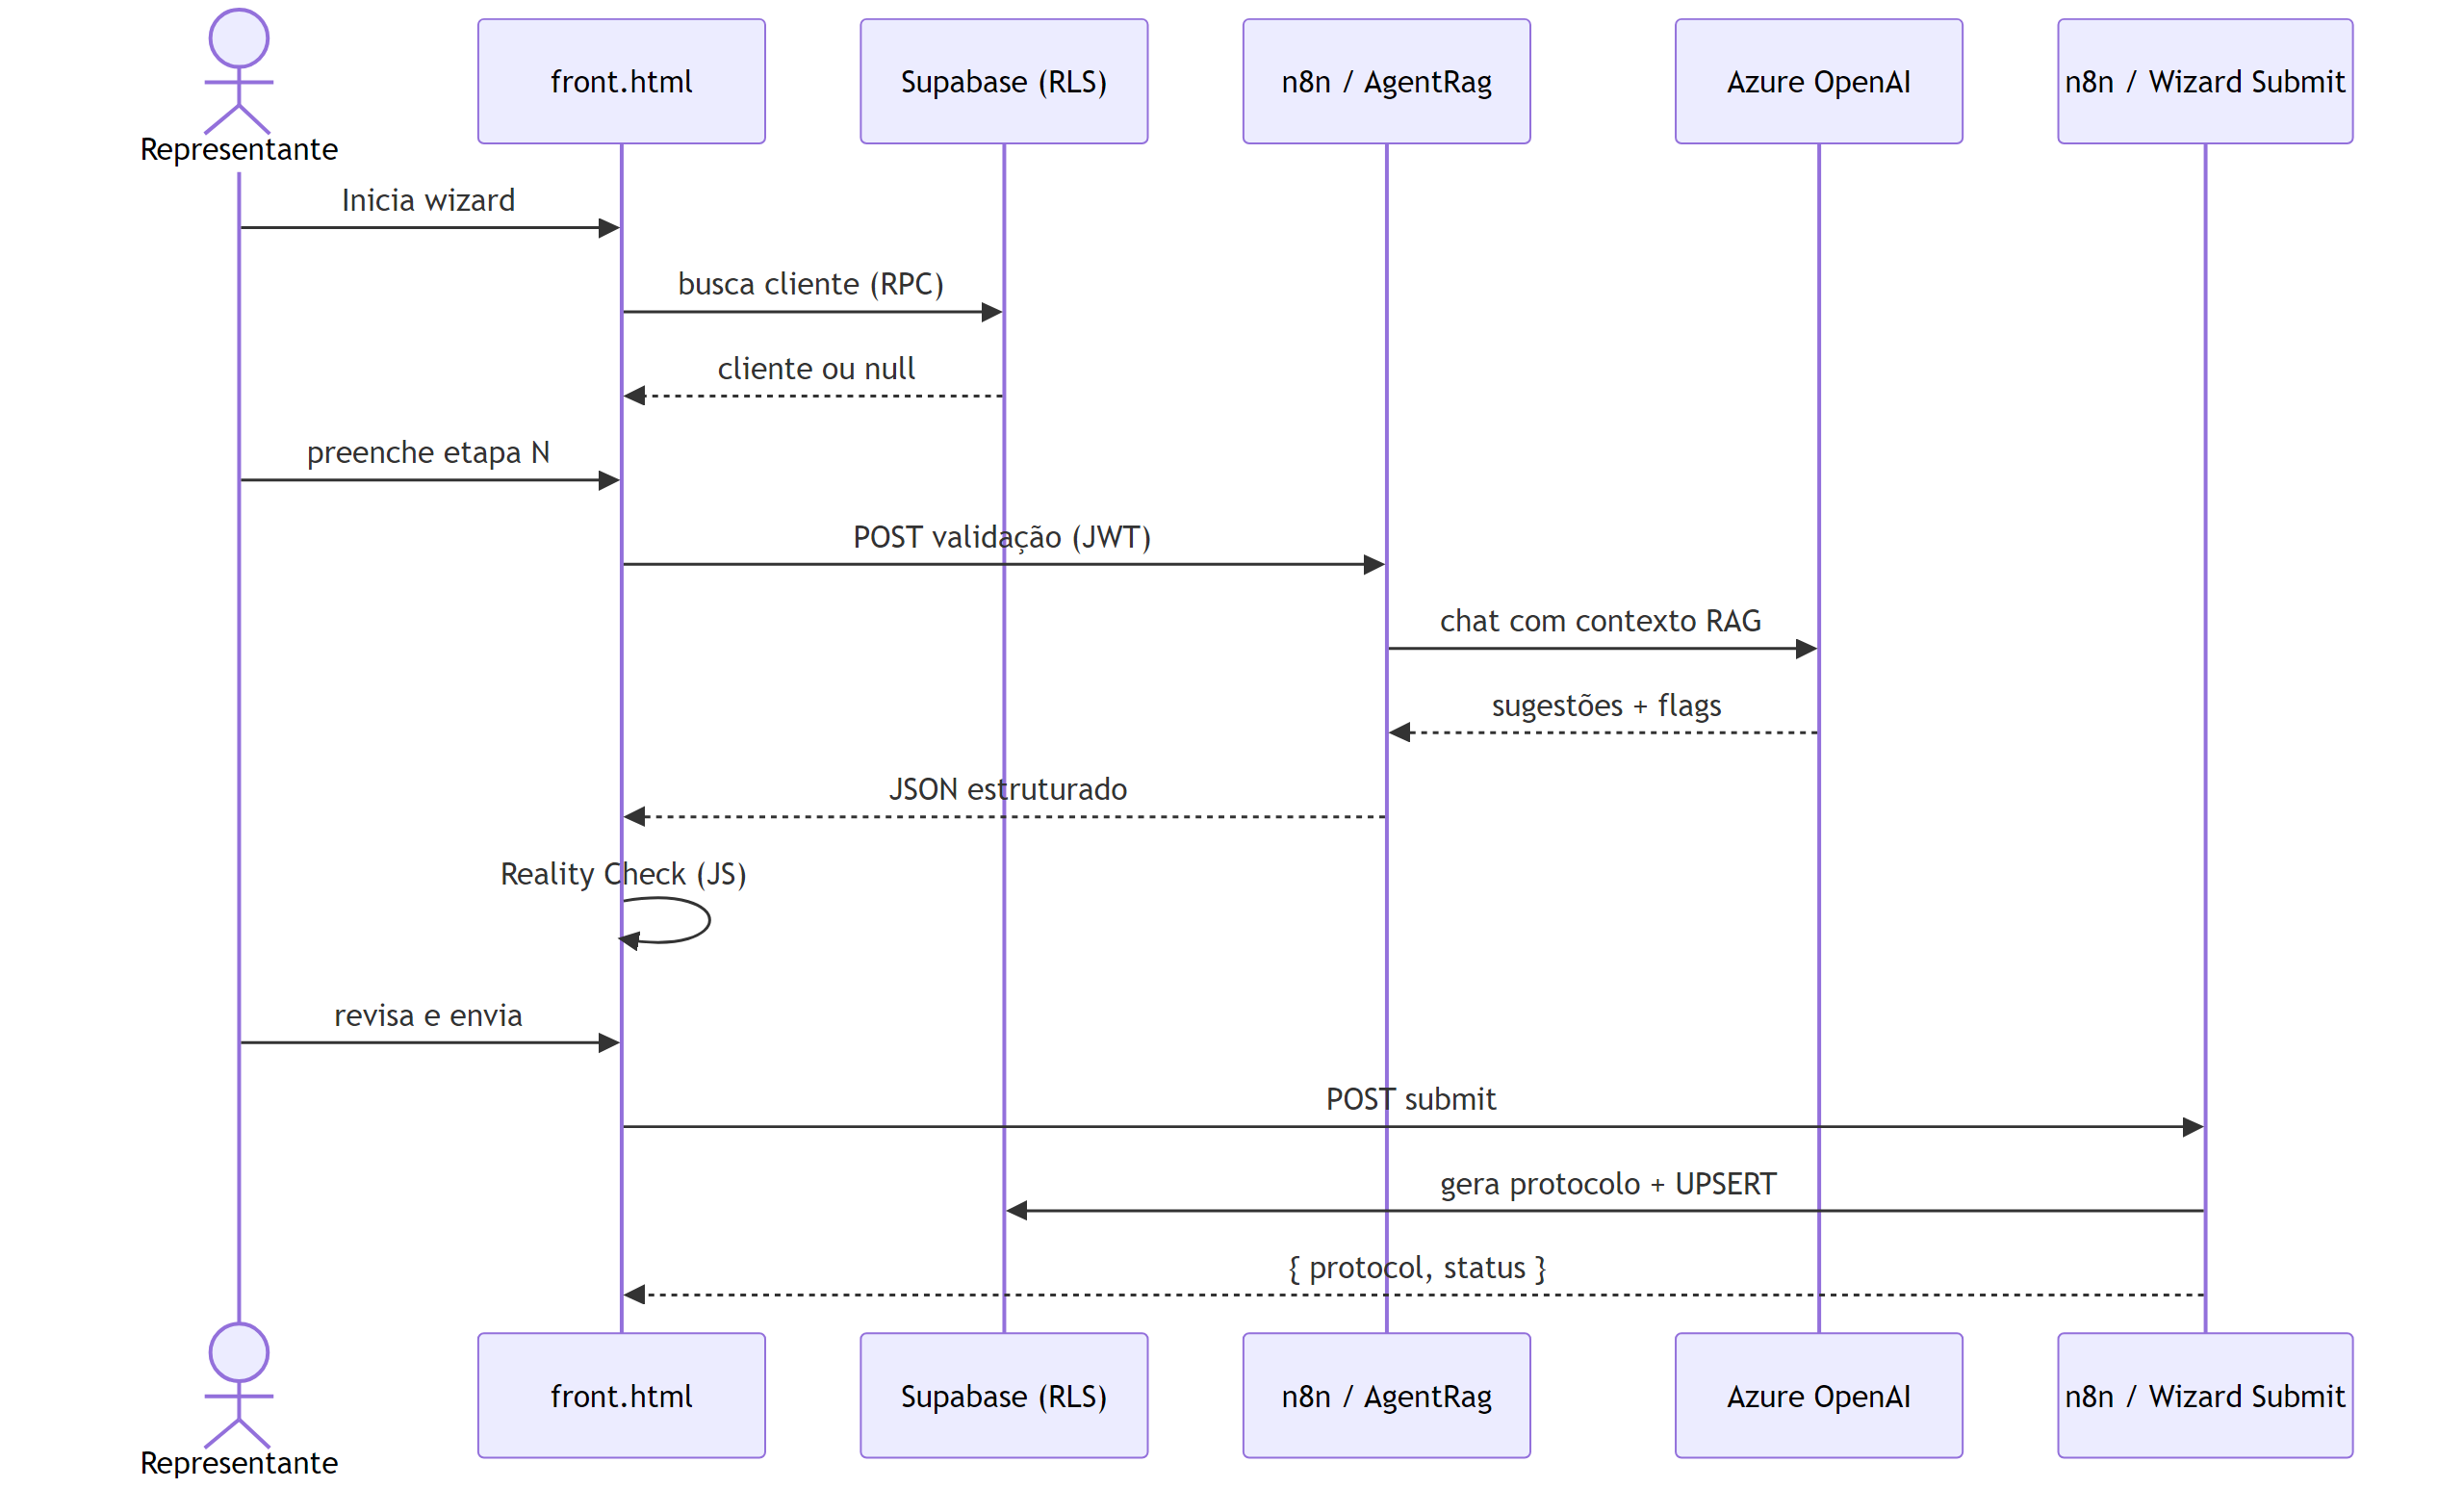 Representante
front.html
Supabase (RLS)
n8n / AgentRag
Azure OpenAI
n8n / Wizard Submit
Inicia wizard
busca cliente (RPC)
cliente ou null
preenche etapa N
POST validação (JWT)
chat com contexto RAG
sugestões + flags
JSON estruturado
Reality Check (JS)
revisa e envia
POST submit
gera protocolo + UPSERT
{ protocol, status }
Representante
front.html
Supabase (RLS)
n8n / AgentRag
Azure OpenAI
n8n / Wizard Submit